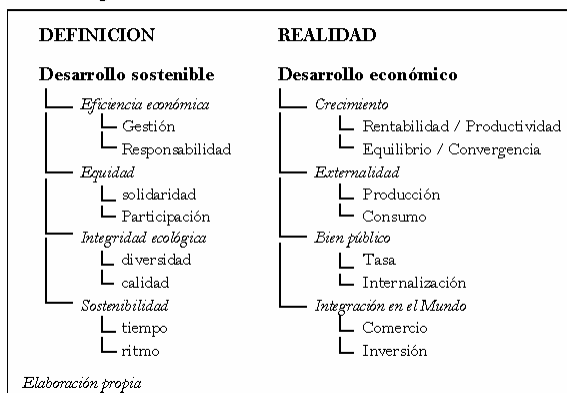 DEFINICION
Desarrollo sostenible
Eficiencia económica
Gestión
Responsabilidad
Equidad
solidaridad
Participación
Integridad ecológica
diversidad
calidad
Sostenibilidad
tiempo
ritmo
REALIDAD
Desarrollo económico
Crecimiento
Rentabilidad / Productividad
Equilibrio / Convergencia
Externalidad
Producción
Consumo
Bien público
Tasa
Internalización
Integración en el Mundo
Comercio
Inversión
Elaboración propia